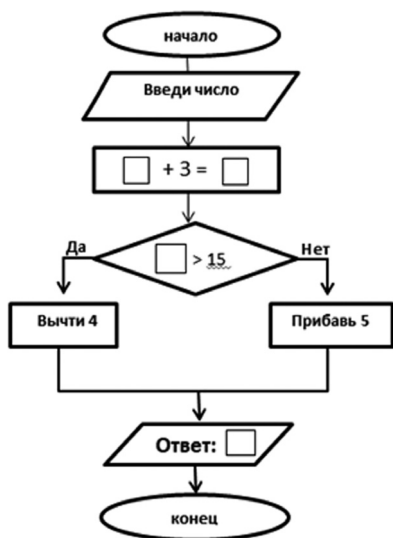 начало
Введи число
+ 3 =
Да
> 15
Нет
Вычти 4
Прибавь 5
Ответ:
конец